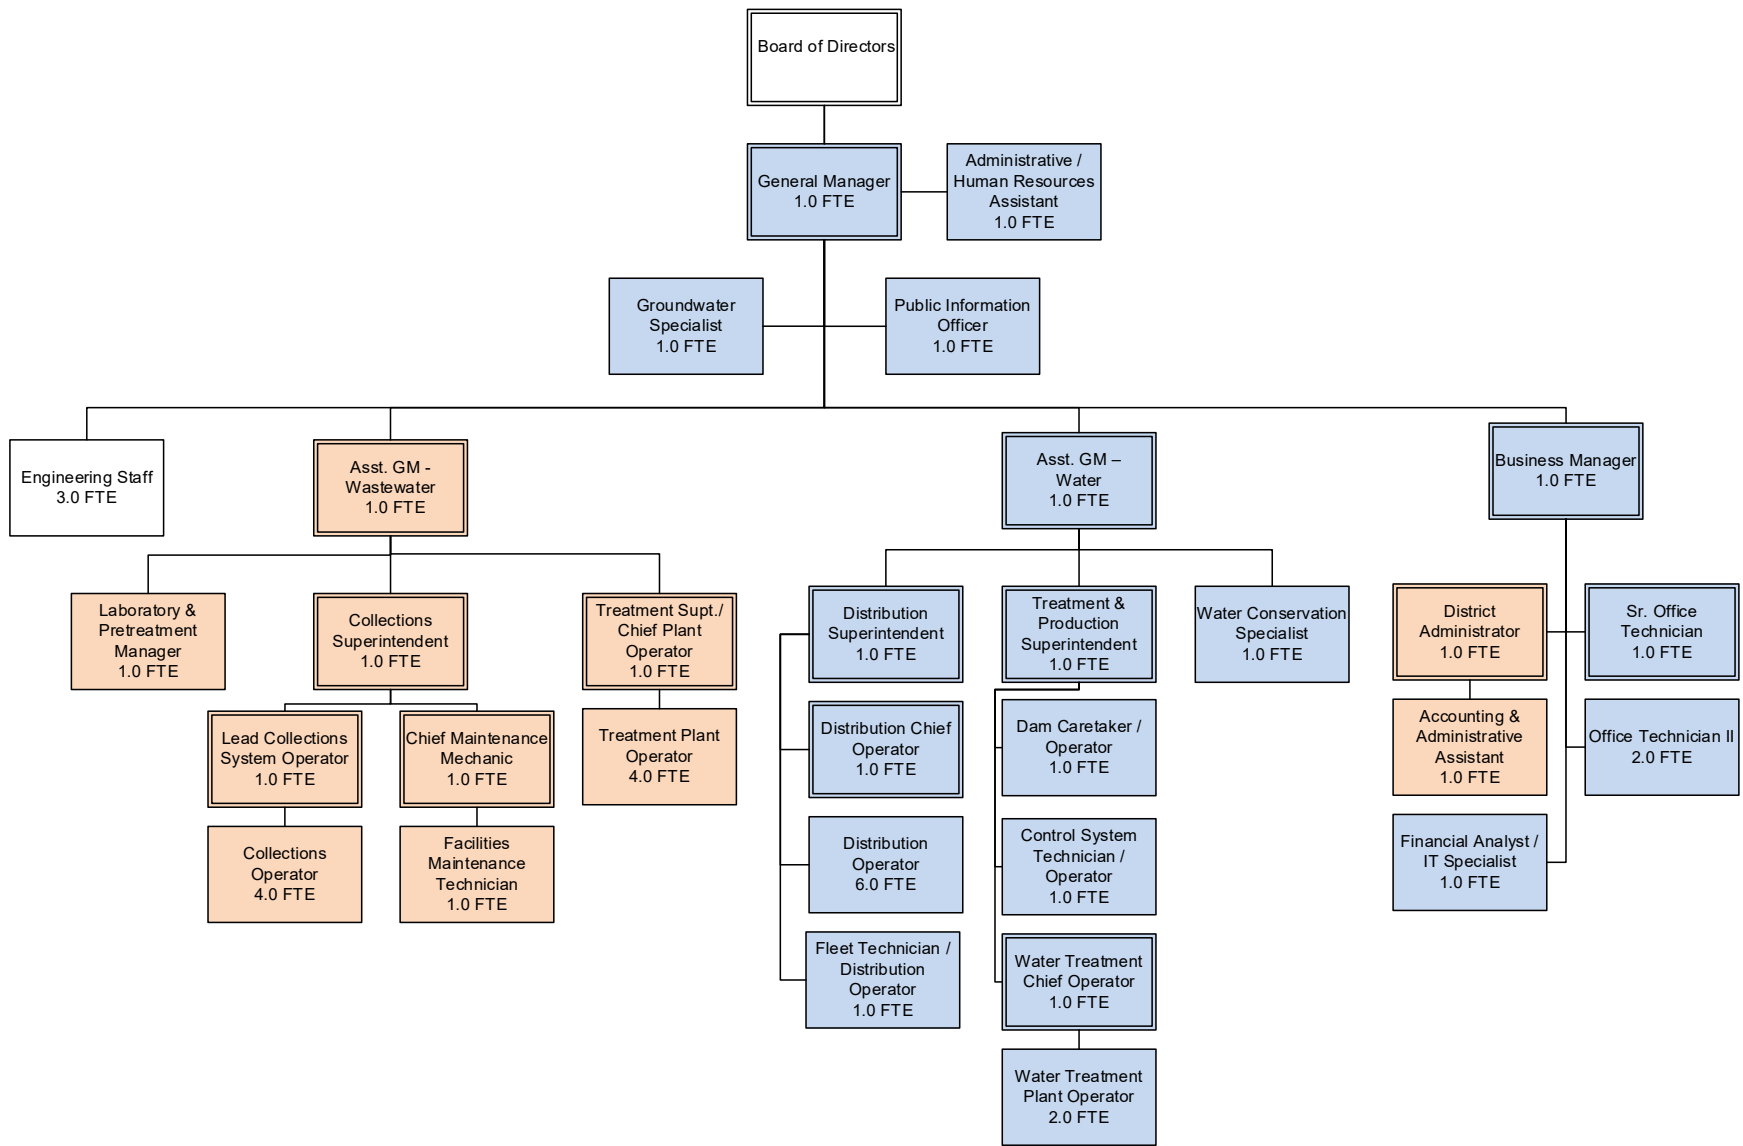 Board of Directors
General Manager
1.0 FTE
Administrative /
Human Resources
Assistant
1.0 FTE
Groundwater
Specialist
1.0 FTE
Public Information
Officer
1.0 FTE
Engineering Staff
3.0 FTE
Asst. GM -
Wastewater
1.0 FTE
Asst. GM –
Water
1.0 FTE
Business Manager
1.0 FTE
Laboratory &
Pretreatment
Manager
1.0 FTE
Collections
Superintendent
1.0 FTE
Treatment Supt./
Chief Plant
Operator
1.0 FTE
Distribution
Superintendent
1.0 FTE
Treatment &
Production
Superintendent
1.0 FTE
Water Conservation
Specialist
1.0 FTE
District
Administrator
1.0 FTE
Sr. Office
Technician
1.0 FTE
Lead Collections
System Operator
1.0 FTE
Chief Maintenance
Mechanic
1.0 FTE
Treatment Plant
Operator
4.0 FTE
Distribution Chief
Operator
1.0 FTE
Dam Caretaker /
Operator
1.0 FTE
Accounting &
Administrative
Assistant
1.0 FTE
Office Technician II
2.0 FTE
Collections
Operator
4.0 FTE
Facilities
Maintenance
Technician
1.0 FTE
Distribution
Operator
6.0 FTE
Control System
Technician /
Operator
1.0 FTE
Financial Analyst /
IT Specialist
1.0 FTE
Fleet Technician /
Distribution
Operator
1.0 FTE
Water Treatment
Chief Operator
1.0 FTE
Water Treatment
Plant Operator
2.0 FTE